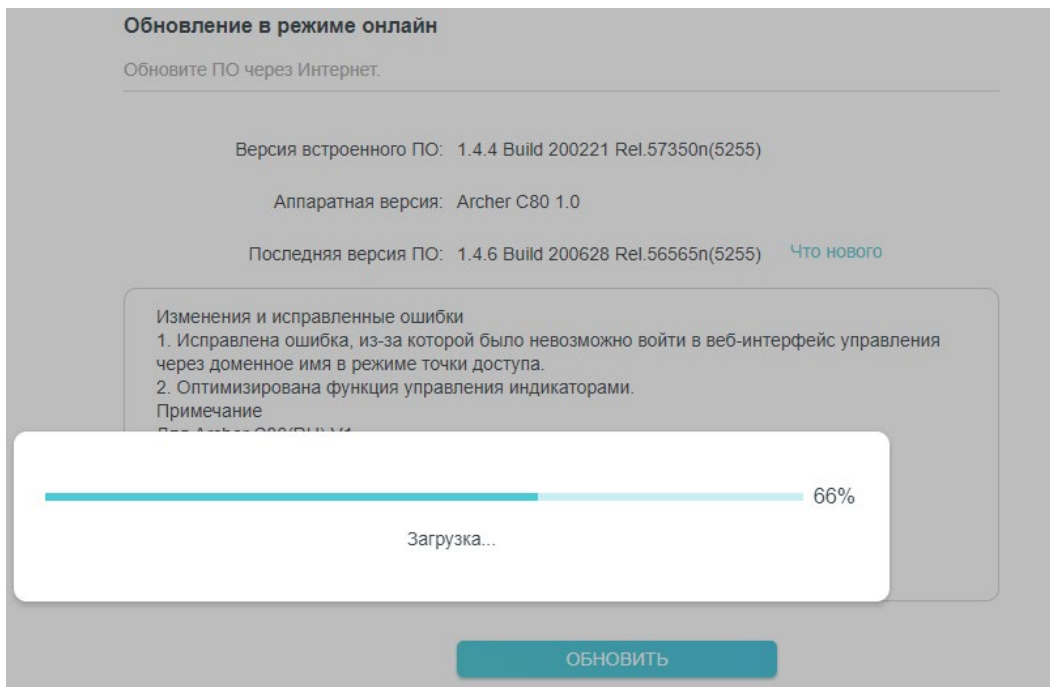 Обновление в режиме онлайн
Обновите ПО через Интернет.
Версия встроенного ПО: 1.4.4 Build 200221 Rel.57350n(5255)
Аппаратная версия: Archer C80 1.0
Последняя версия ПО: 1.4.6 Build 200628 Rel.56565n(5255) Что нового
Изменения и исправленные ошибки
1. Исправлена ошибка, из-за которой было невозможно войти в веб-интерфейс управления
через доменное имя в режиме точки доступа.
2. Оптимизирована функция управления индикаторами.
Примечание
66%
Загрузка...
ОБНОВИТЬ